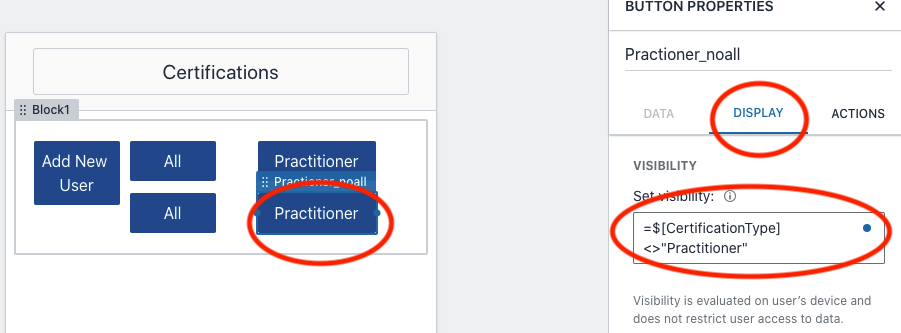 BUTTON PROPERTIES
Practioner_noall
DATA
DISPLAY
ACTIONS
VISIBILITY
Set visibility:
=$[CertificationType]
<>"Practitioner"
Visibility is evaluated on user's device and
does not restrict user access to data.
Certifications
Block1
Add New
User
All
Practitioner
Practioner_noall
All
Practitioner